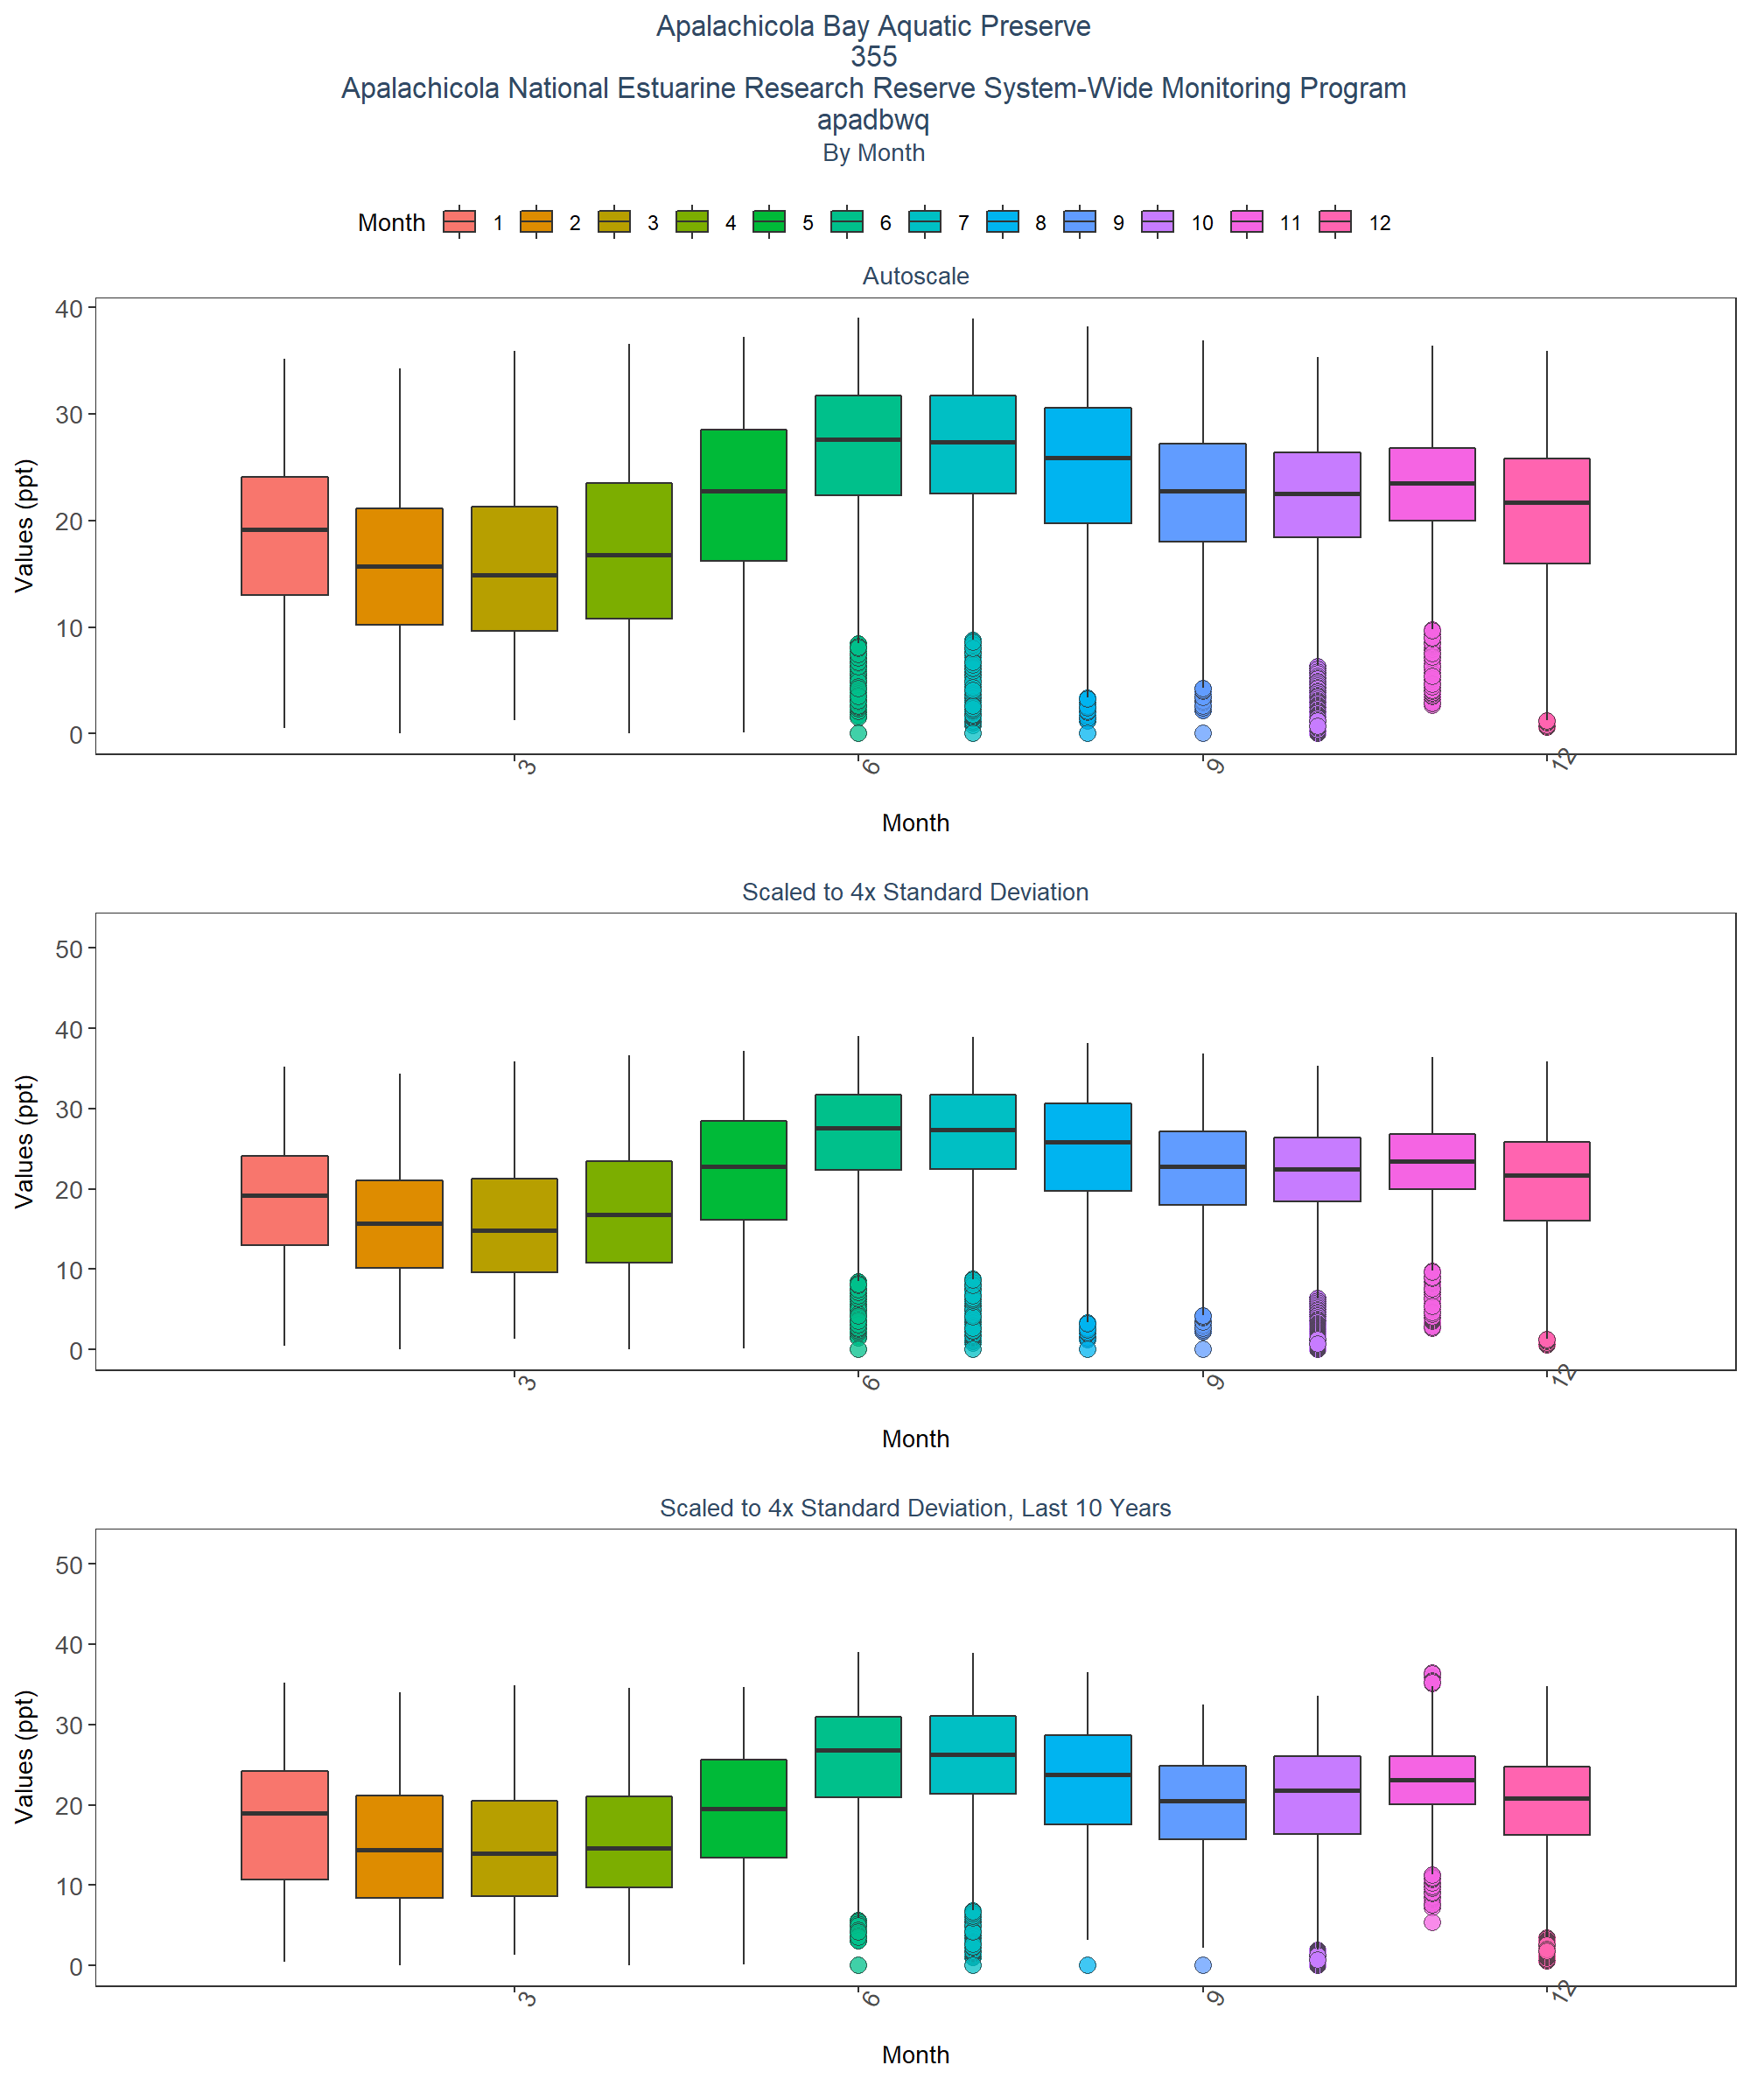 Apalachicola Bay Aquatic Preserve
355
Apalachicola National Estuarine Research Reserve System-Wide Monitoring Program
apadbwq
By Month
Month 1 2 3 4 5 6 7 8 9 10 11 12
Autoscale
40
30
20
10
0
Values (ppt)
3 6 9 12
Month
Scaled to 4x Standard Deviation
50
40
30
20
10
0
Values (ppt)
3 6 9 12
Month
Scaled to 4x Standard Deviation, Last 10 Years
50
40
30
20
10
0
Values (ppt)
3 6 9 12
Month